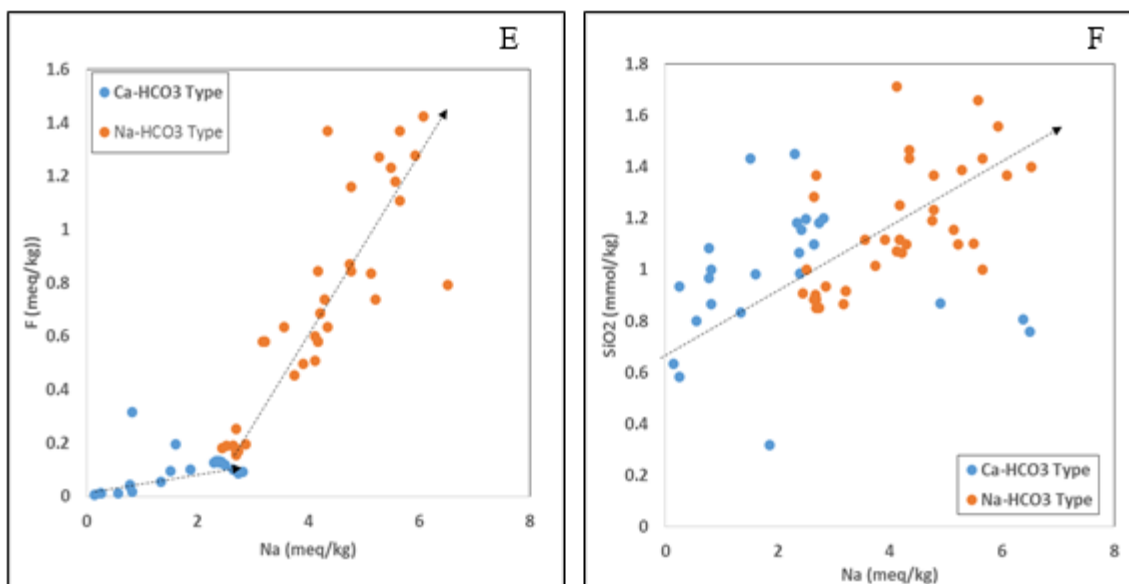 E
1.6
1.4
1.2
1
0.8
0.6
0.4
0.2
0
F (meq/kg))
Ca-HCO3 Type
Na-HCO3 Type
0 2 4 6 8
Na (meq/kg)
F
1.8
1.6
1.4
1.2
1
0.8
0.6
0.4
0.2
0
SiO2 (mmol/kg)
Ca-HCO3 Type
Na-HCO3 Type
0 2 4 6 8
Na (meq/kg)